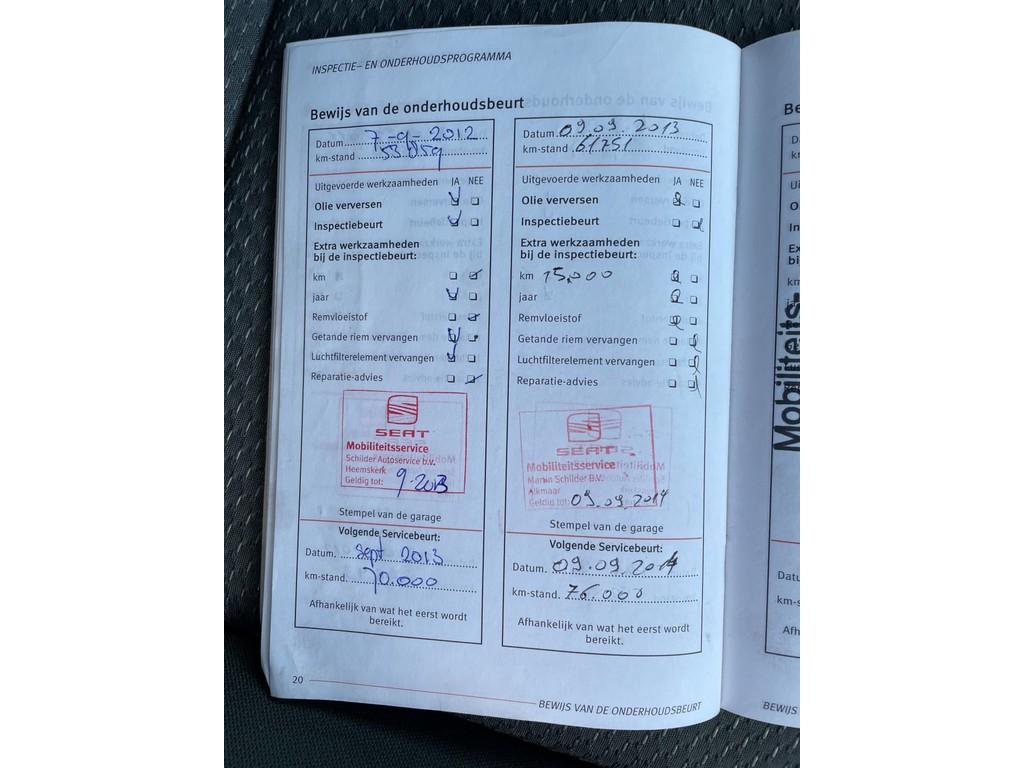 INSPECTIE– EN ONDERHOUDSPROGRAMMA
Bewijs van de onderhoudsbeurt
Datum 7-9-2012
km-stand
Uitgevoerde werkzaamheden JA NEE
Olie verversen
Inspectiebeurt
Extra werkzaamheden
bij de inspectiebeurt:
km
jaar
Remvloeistof
Getande riem vervangen
Luchtfilterelement vervangen
Reparatie-advies
SEAT
Mobiliteitsservice
Schilder Autoservice b.v.
Heemskerk
Geldig tot: 9-2013
Stempel van de garage
Volgende Servicebeurt:
Datum. sept 2013
km-stand. 70.000
Afhankelijk van wat het eerst wordt
bereikt.
Datum. 09.09.2013
km-stand 61751
Uitgevoerde werkzaamheden JA NEE
Olie verversen
Inspectiebeurt
Extra werkzaamheden
bij de inspectiebeurt:
km 15.000
jaar
Remvloeistof
Getande riem vervangen
Luchtfilterelement vervangen
Reparatie-advies
SEAT
Mobiliteitsservice
Martin Schilder B.V.
Alkmaar
Geldig tot: 09.09.2014
Stempel van de garage
Volgende Servicebeurt:
Datum. 09.09.2014
km-stand. 76.000
Afhankelijk van wat het eerst wordt
bereikt.
20
BEWIJS VAN DE ONDERHOUDSBEURT
Mobiliteits-
BEWIJS